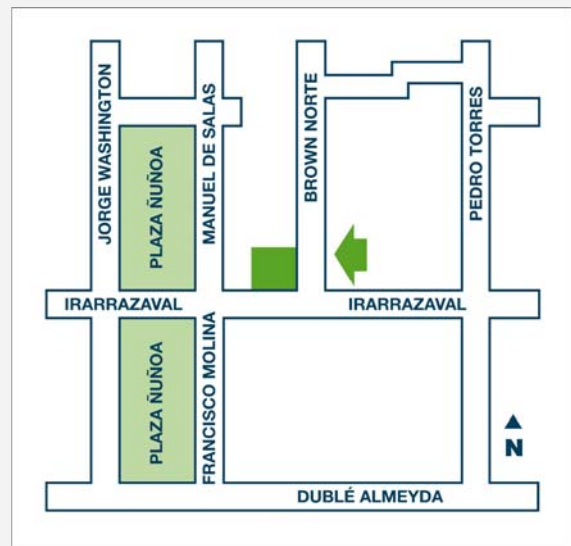 JORGE WASHINGTON
PLAZA ÑUÑOA
MANUEL DE SALAS
BROWN NORTE
PEDRO TORRES
IRARRAZAVAL
IRARRAZAVAL
PLAZA ÑUÑOA
FRANCISCO MOLINA
N
DUBLÉ ALMEYDA